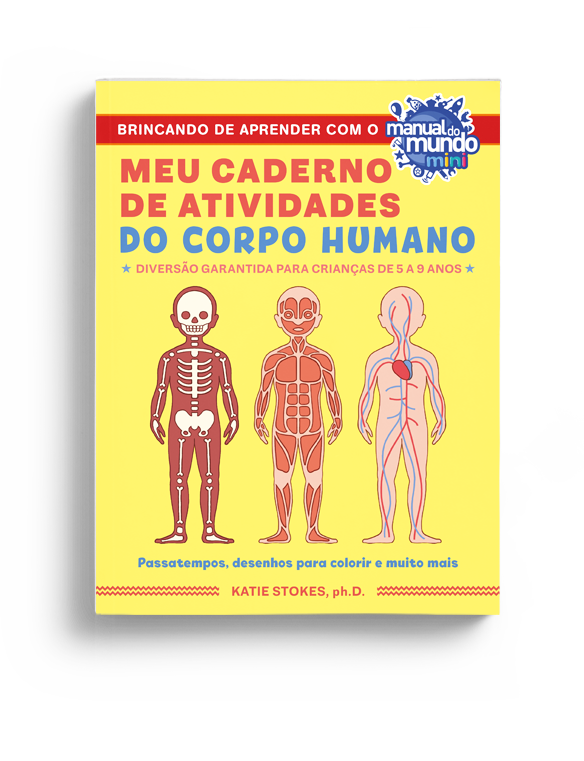 BRINCANDO DE APRENDER COM O
manual do
mundo
mini
MEU CADERNO
DE ATIVIDADES
DO CORPO HUMANO
★ DIVERSÃO GARANTIDA PARA CRIANÇAS DE 5 A 9 ANOS ★
Passatempos, desenhos para colorir e muito mais
KATIE STOKES, ph.D.